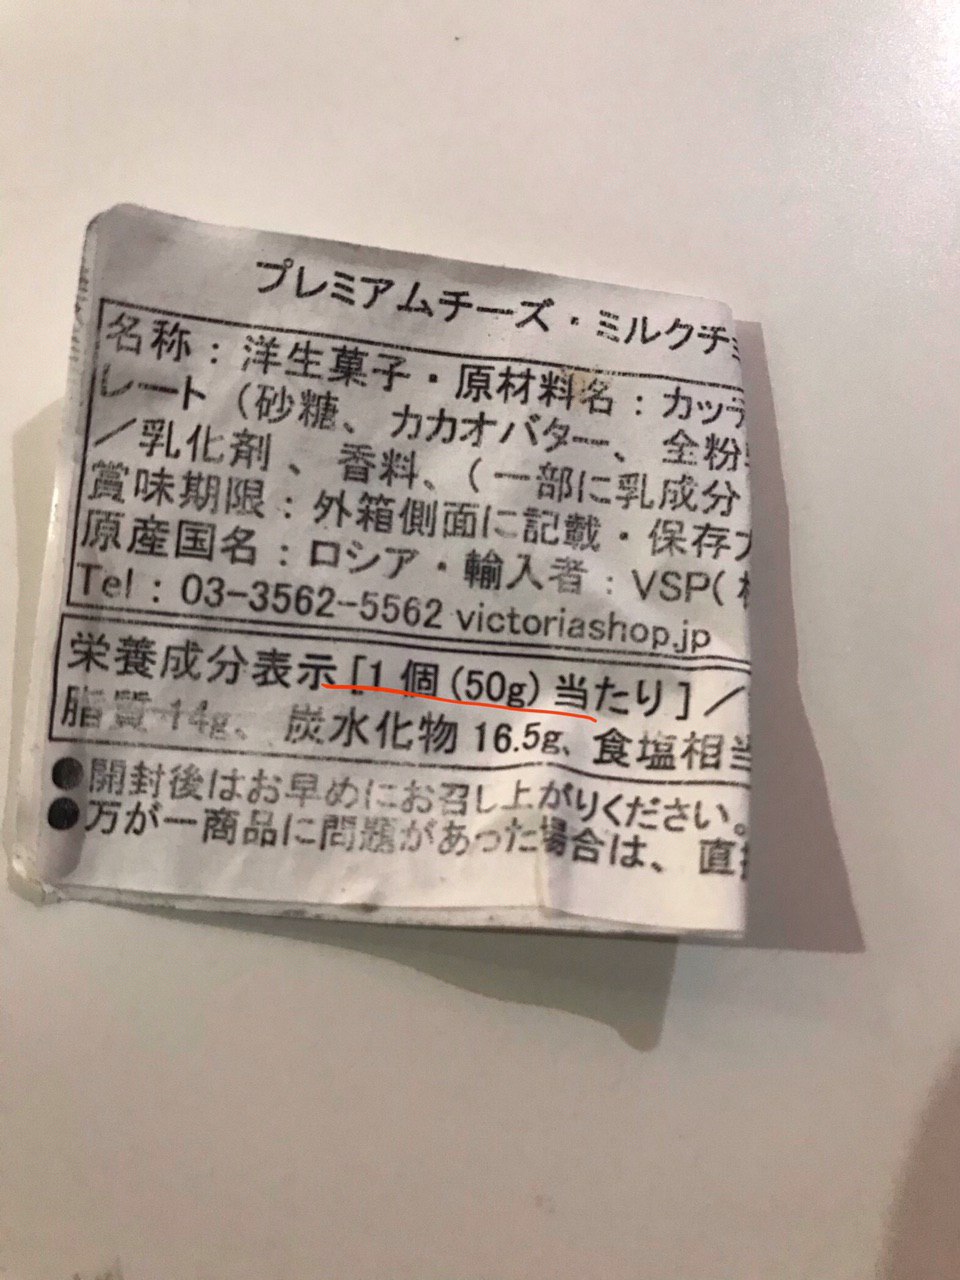 プレミアムチーズ・ミルクチ
名称：洋生菓子・原材料名：カッテ
レート（砂糖、カカオバター、全粉
／乳化剤、香料、（一部に乳成分
賞味期限：外箱側面に記載・保存
原産国名：ロシア・輸入者：VSP(
Tel：03-3562-5562 victoriashop.jp
栄養成分表示［1個(50g)当たり］／
脂質 14g、炭水化物 16.5g、食塩相当
●開封後はお早めにお召し上がりください。
●万が一商品に問題があった場合は、直